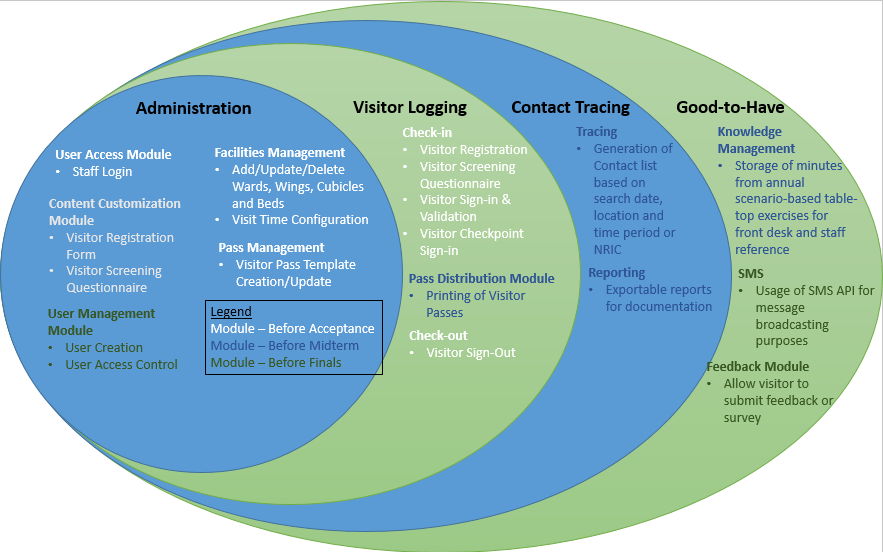 Administration
Visitor Logging
Contact Tracing
Good-to-Have
User Access Module
• Staff Login
Content Customization
Module
• Visitor Registration
Form
• Visitor Screening
Questionnaire
User Management
Module
• User Creation
• User Access Control
Facilities Management
• Add/Update/Delete
Wards, Wings, Cubicles
and Beds
• Visit Time Configuration
Pass Management
• Visitor Pass Template
Creation/Update
Legend
Module – Before Acceptance
Module – Before Midterm
Module – Before Finals
Check-in
• Visitor Registration
• Visitor Screening
Questionnaire
• Visitor Sign-in &
Validation
• Visitor Checkpoint
Sign-in
Pass Distribution Module
• Printing of Visitor
Passes
Check-out
• Visitor Sign-Out
Tracing
• Generation of
Contact list
based on
search date,
location and
time period or
NRIC
Reporting
• Exportable reports
for documentation
Knowledge
Management
• Storage of minutes
from annual
scenario-based table-
top exercises for
front desk and staff
reference
SMS
• Usage of SMS API for
message
broadcasting
purposes
Feedback Module
• Allow visitor to
submit feedback or
survey